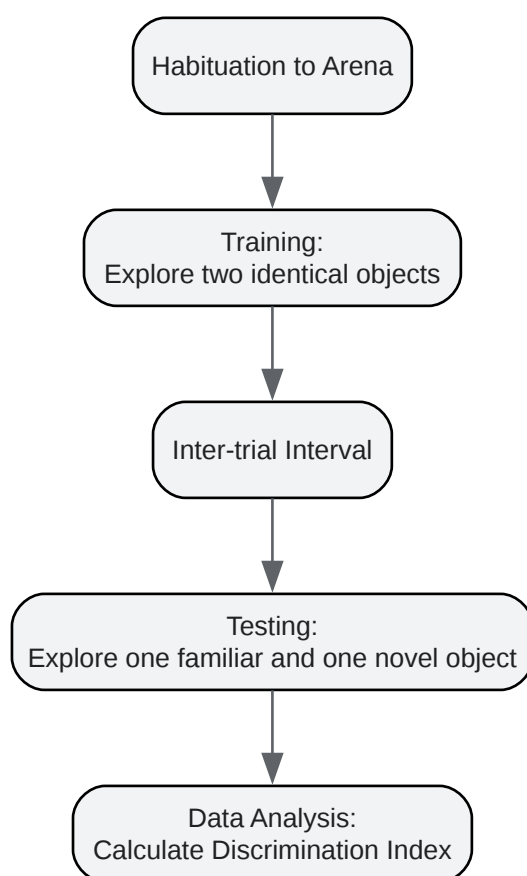 Habituation to Arena
Training:
Explore two identical objects
Inter-trial Interval
Testing:
Explore one familiar and one novel object
Data Analysis:
Calculate Discrimination Index